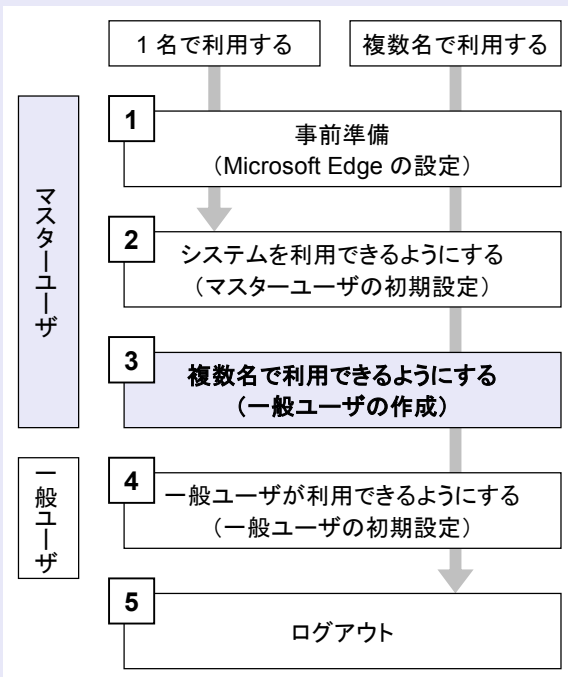 1 名で利用する
複数名で利用する
マスターユーザ
1
事前準備
（Microsoft Edge の設定）
2
システムを利用できるようにする
（マスターユーザの初期設定）
3
複数名で利用できるようにする
（一般ユーザの作成）
一般ユーザ
4
一般ユーザが利用できるようにする
（一般ユーザの初期設定）
5
ログアウト